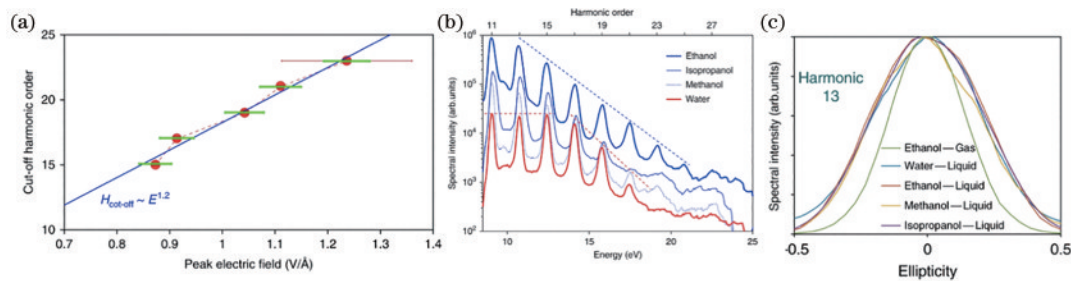 (a)
25
20
15
10
0.7
0.8
0.9
1.0
1.1
1.2
1.3
1.4
Cut-off harmonic order
Peak electric field (V/Å)
H_cot-off ~ E^1.2
(b)
Harmonic order
11
15
19
23
27
10^6
10^5
10^4
10^3
10^2
Spectral intensity (arb.units)
Ethanol
Isopropanol
Methanol
Water
10
15
20
25
Energy (eV)
(c)
Harmonic
13
Spectral intensity (arb.units)
Ethanol—Gas
Water—Liquid
Ethanol—Liquid
Methanol—Liquid
Isopropanol—Liquid
-0.5
0
0.5
Ellipticity